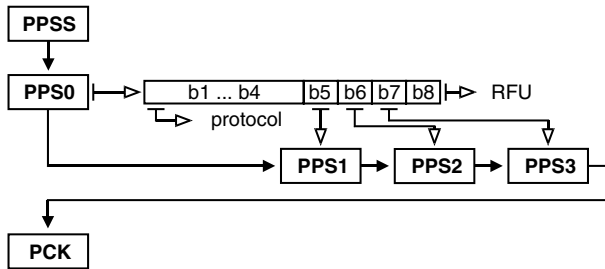 PPSS
PPS0 b1 ... b4 b5 b6 b7 b8 RFU
protocol
PPS1 PPS2 PPS3
PCK